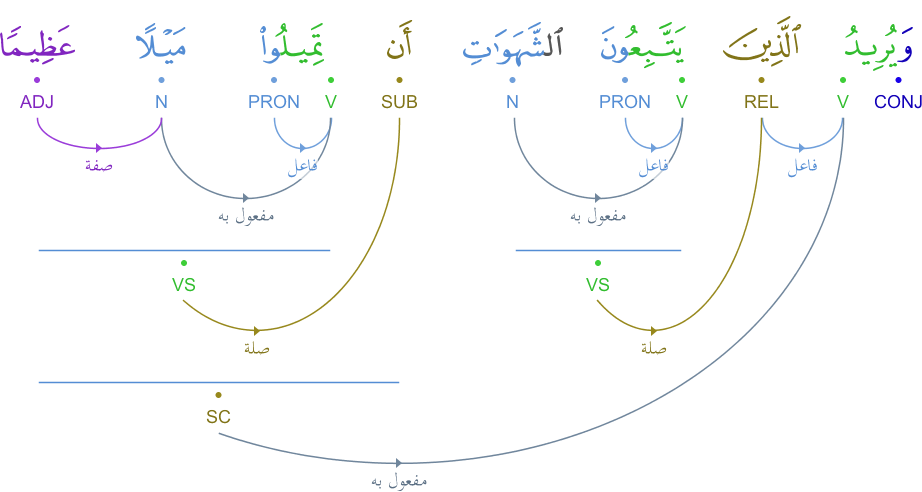 وَيُرِيدُ ٱلَّذِينَ يَتَّبِعُونَ ٱلشَّهَوَٰتِ أَن تَمِيلُوا۟ مَيْلًا عَظِيمًا
CONJ V REL V PRON N SUB V PRON N ADJ
فاعل فاعل فاعل صفة
مفعول به مفعول به
VS VS
صلة صلة
SC
مفعول به